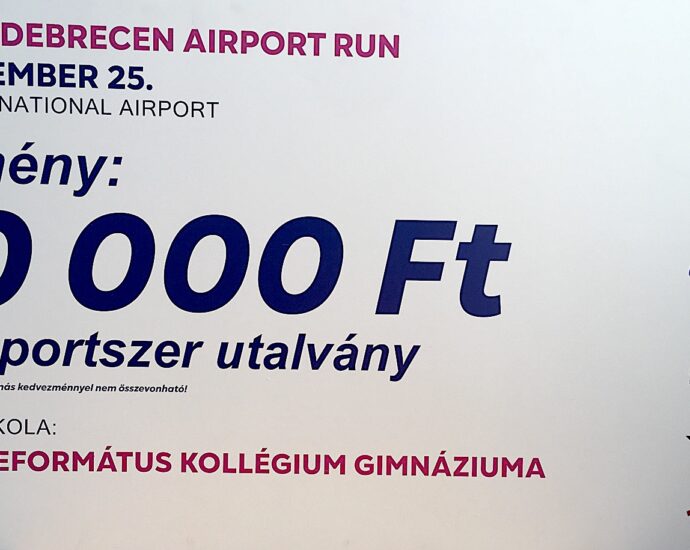 DEBRECEN AIRPORT RUN
EMBER 25.
NATIONAL AIRPORT
ény:
0 000 Ft
portszer utalvány
más kedvezménnyel nem összevonható!
KOLA:
EFORMÁTUS KOLLÉGIUM GIMNÁZIUMA